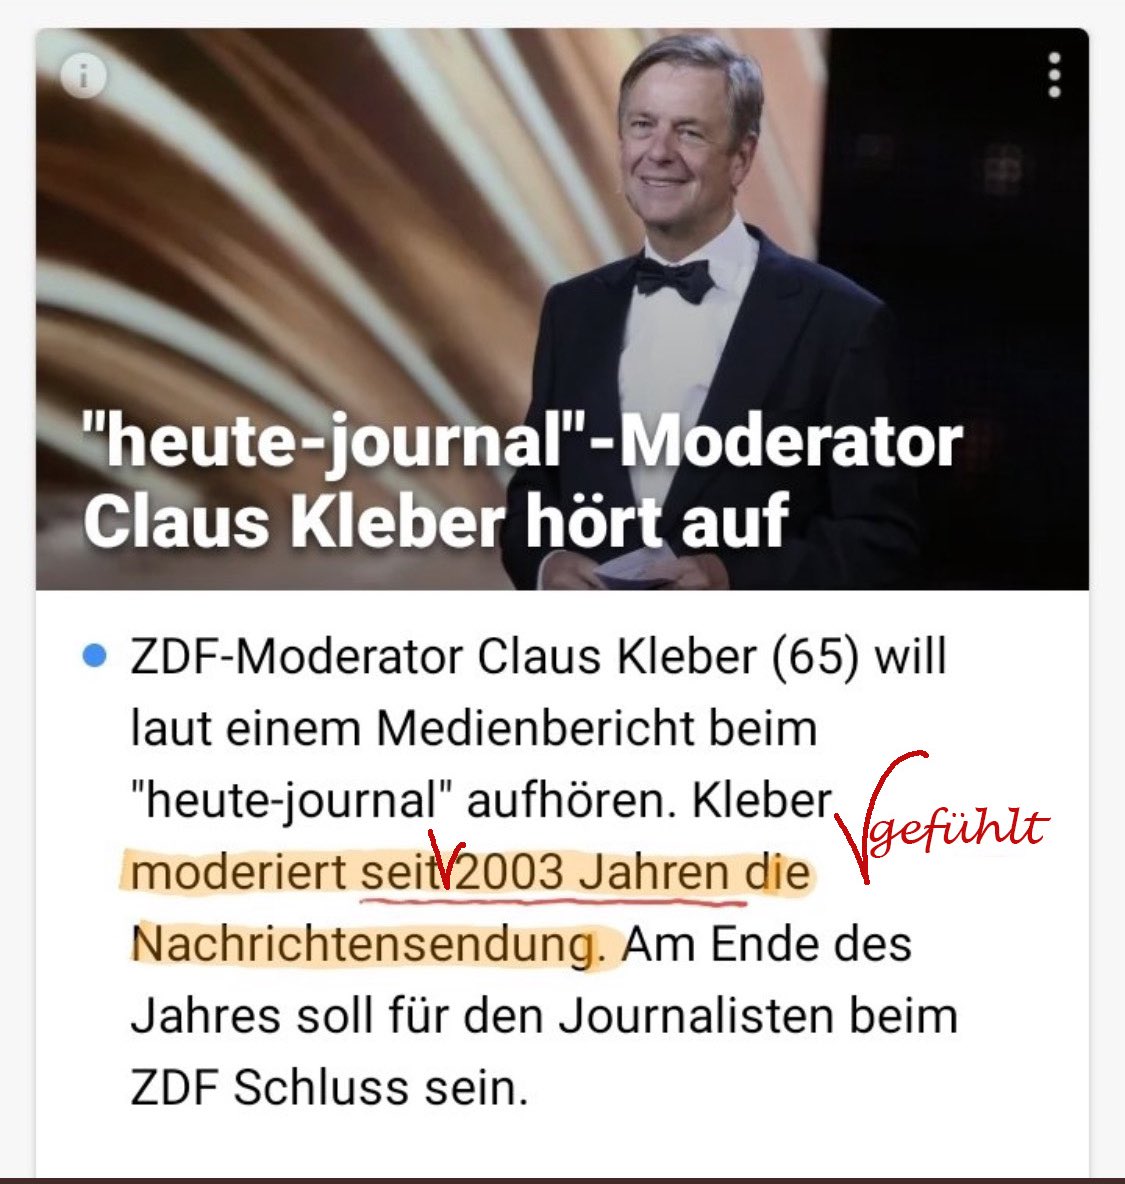 "heute-journal"-Moderator
Claus Kleber hört auf
ZDF-Moderator Claus Kleber (65) will
laut einem Medienbericht beim
"heute-journal" aufhören. Kleber
gefühlt
moderiert seit 2003 Jahren die
Nachrichtensendung. Am Ende des
Jahres soll für den Journalisten beim
ZDF Schluss sein.